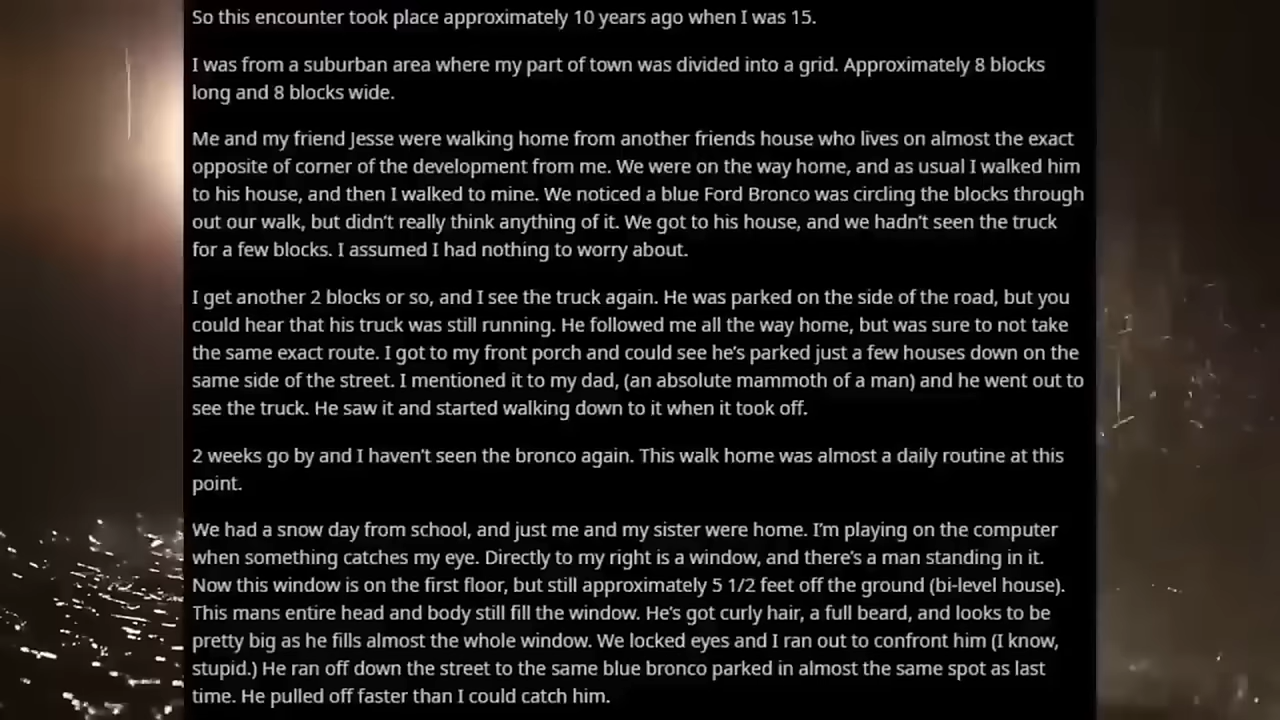 So this encounter took place approximately 10 years ago when I was 15.
I was from a suburban area where my part of town was divided into a grid. Approximately 8 blocks
long and 8 blocks wide.
Me and my friend Jesse were walking home from another friends house who lives on almost the exact
opposite of corner of the development from me. We were on the way home, and as usual I walked him
to his house, and then I walked to mine. We noticed a blue Ford Bronco was circling the blocks through
out our walk, but didn't really think anything of it. We got to his house, and we hadn't seen the truck
for a few blocks. I assumed I had nothing to worry about.
I get another 2 blocks or so, and I see the truck again. He was parked on the side of the road, but you
could hear that his truck was still running. He followed me all the way home, but was sure to not take
the same exact route. I got to my front porch and could see he's parked just a few houses down on the
same side of the street. I mentioned it to my dad, (an absolute mammoth of a man) and he went out to
see the truck. He saw it and started walking down to it when it took off.
2 weeks go by and I haven't seen the bronco again. This walk home was almost a daily routine at this
point.
We had a snow day from school, and just me and my sister were home. I'm playing on the computer
when something catches my eye. Directly to my right is a window, and there's a man standing in it.
Now this window is on the first floor, but still approximately 5 1/2 feet off the ground (bi-level house).
This mans entire head and body still fill the window. He's got curly hair, a full beard, and looks to be
pretty big as he fills almost the whole window. We locked eyes and I ran out to confront him (I know,
stupid.) He ran off down the street to the same blue bronco parked in almost the same spot as last
time. He pulled off faster than I could catch him.